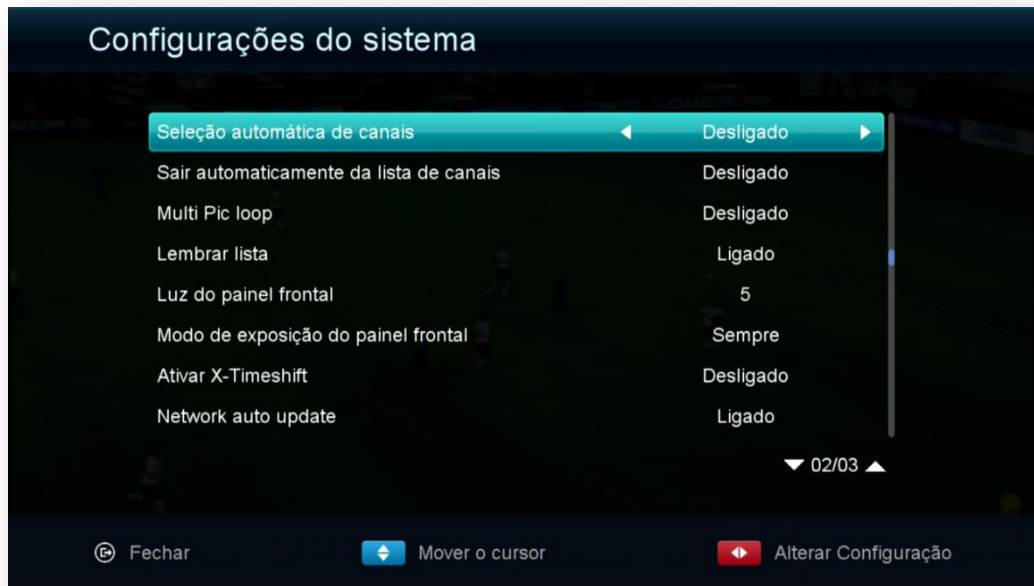 Configurações do sistema
Seleção automática de canais Desligado
Sair automaticamente da lista de canais Desligado
Multi Pic loop Desligado
Lembrar lista Ligado
Luz do painel frontal 5
Modo de exposição do painel frontal Sempre
Ativar X-Timeshift Desligado
Network auto update Ligado
02/03
Fechar Mover o cursor Alterar Configuração